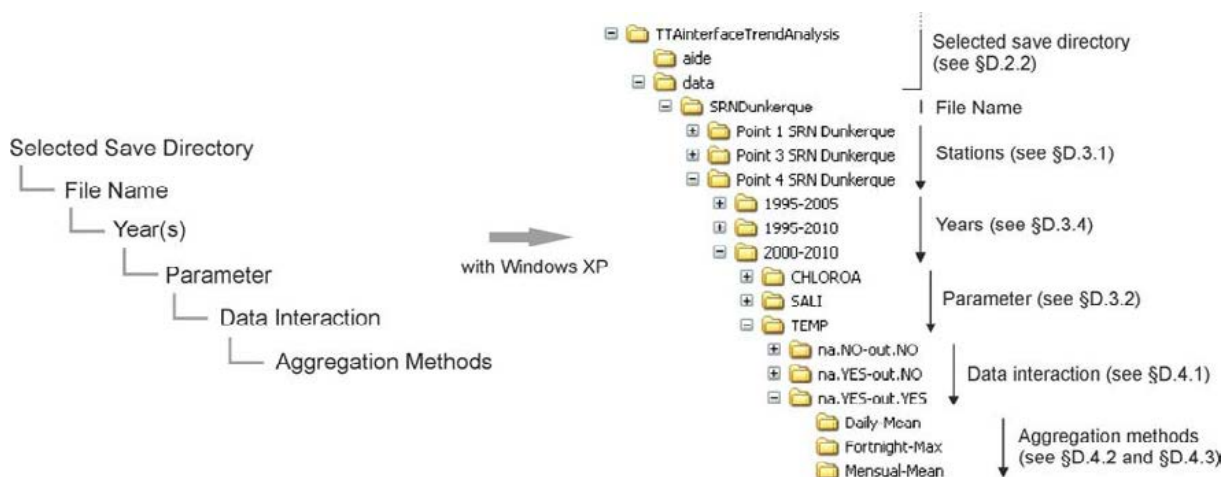 Selected Save Directory
File Name
Year(s)
Parameter
Data Interaction
Aggregation Methods
with Windows XP
TTAinterfaceTrendAnalysis
aide
data
SRNDunkerque
Point 1 SRN Dunkerque
Point 3 SRN Dunkerque
Point 4 SRN Dunkerque
1995-2005
1995-2010
2000-2010
CHLOROA
SALI
TEMP
na.NO-out.NO
na.YES-out.NO
na.YES-out.YES
Daily-Mean
Fortnight-Max
Mensual-Mean
Selected save directory
(see §D.2.2)
File Name
Stations (see §D.3.1)
Years (see §D.3.4)
Parameter (see §D.3.2)
Data interaction (see §D.4.1)
Aggregation methods
(see §D.4.2 and §D.4.3)